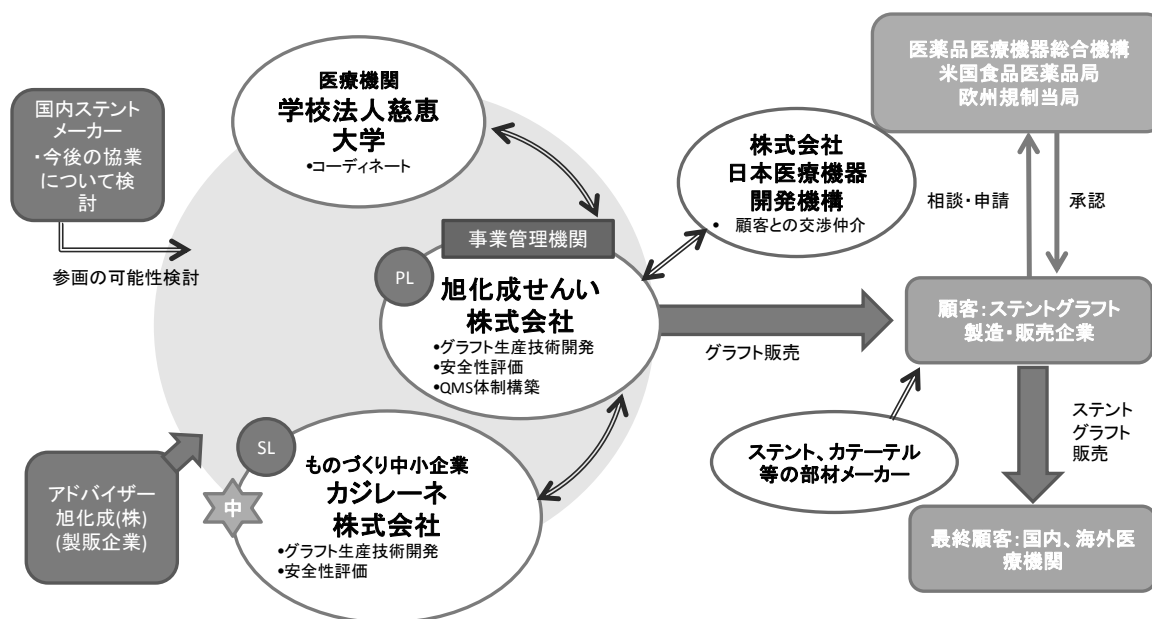 国内ステント
メーカー
・今後の協業
について検
討
参画の可能性検討
医療機関
学校法人慈恵
大学
•コーディネート
事業管理機関
PL
旭化成せんい
株式会社
•グラフト生産技術開発
•安全性評価
•QMS体制構築
SL
ものづくり中小企業
カジレーネ
株式会社
•グラフト生産技術開発
•安全性評価
中
アドバイザー
旭化成(株)
(製販企業)
株式会社
日本医療機器
開発機構
• 顧客との交渉仲介
医薬品医療機器総合機構
米国食品医薬品局
欧州規制当局
相談・申請
承認
グラフト販売
顧客:ステントグラフト
製造・販売企業
ステント、カテーテル
等の部材メーカー
ステント
グラフト
販売
最終顧客:国内、海外医
療機関